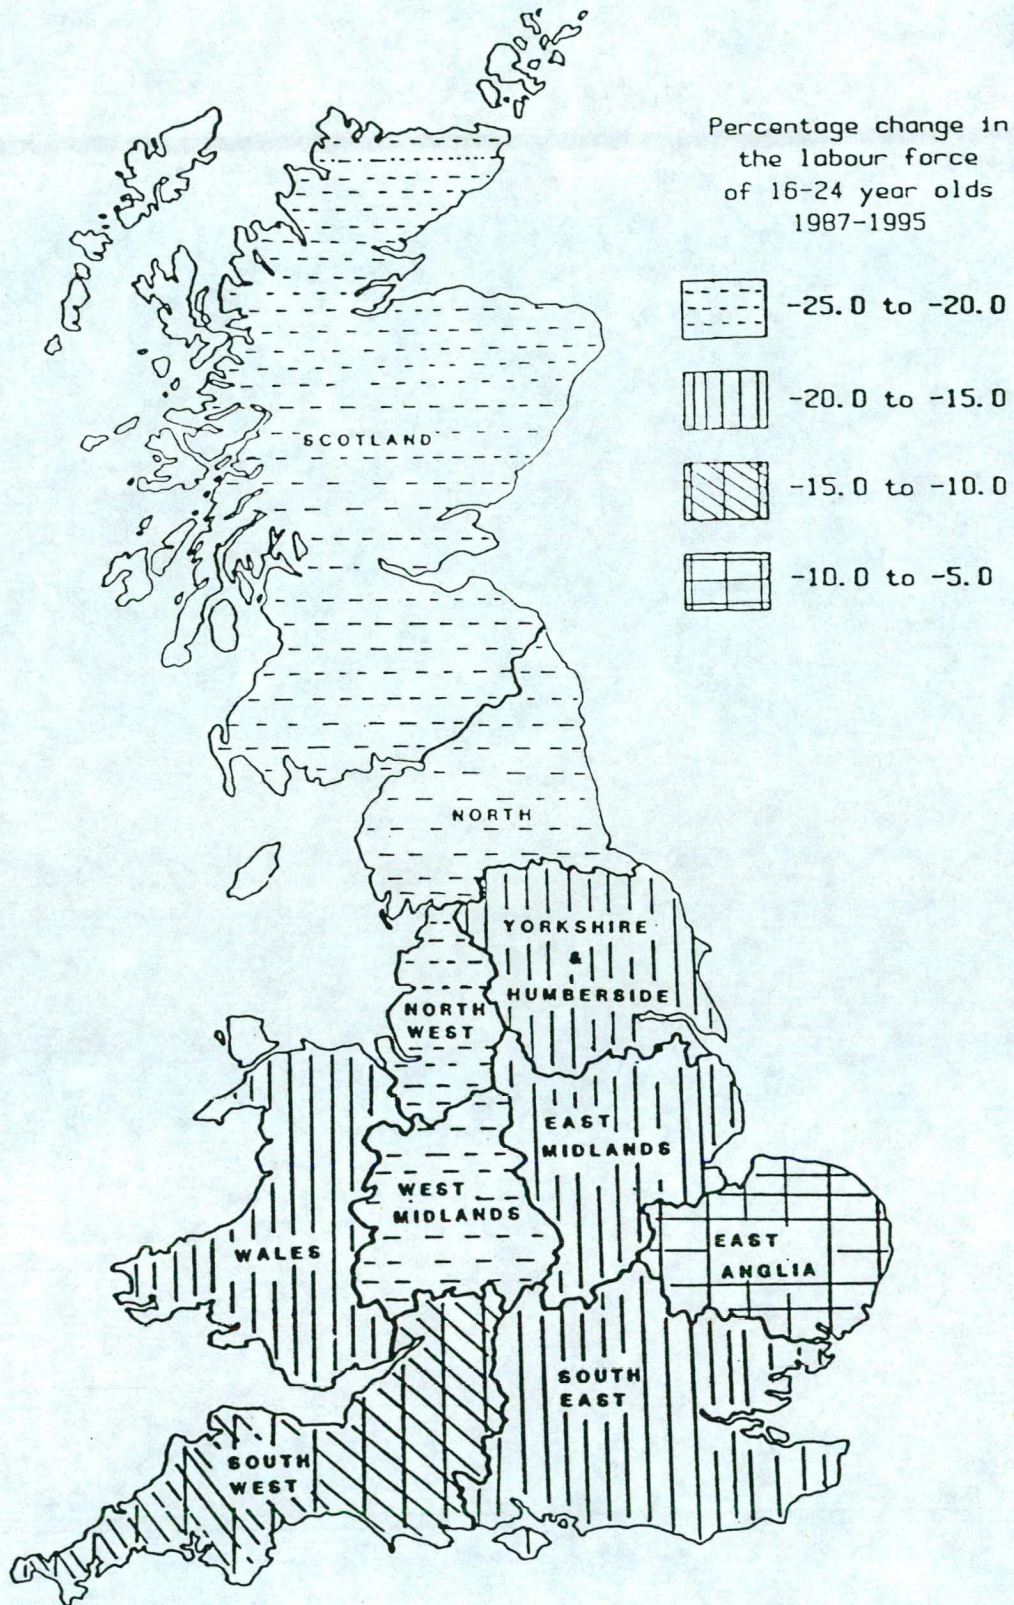 Percentage change in
the labour force
of 16-24 year olds
1987-1995
-25.0 to -20.0
-20.0 to -15.0
-15.0 to -10.0
-10.0 to -5.0
SCOTLAND
NORTH
YORKSHIRE
&
HUMBERSIDE
NORTH
WEST
EAST
MIDLANDS
WEST
MIDLANDS
WALES
EAST
ANGLIA
SOUTH
EAST
SOUTH
WEST